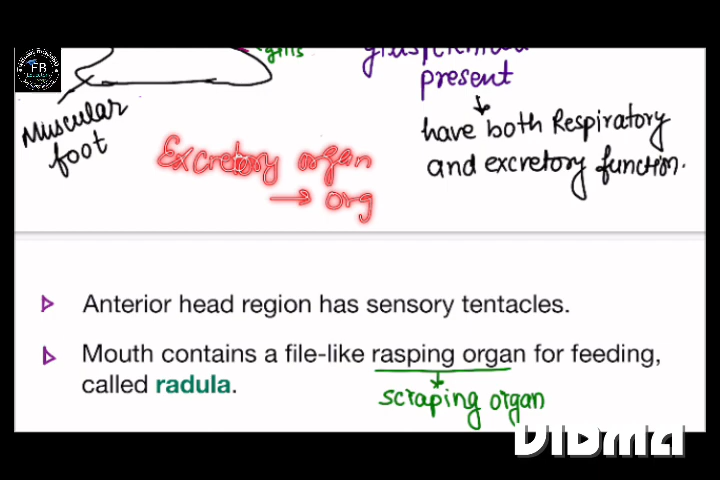 gills
present
Muscular
foot
have both Respiratory
and excretory function.
Excretory organ
→ org
Anterior head region has sensory tentacles.
Mouth contains a file-like rasping organ for feeding,
called radula.
scraping organ